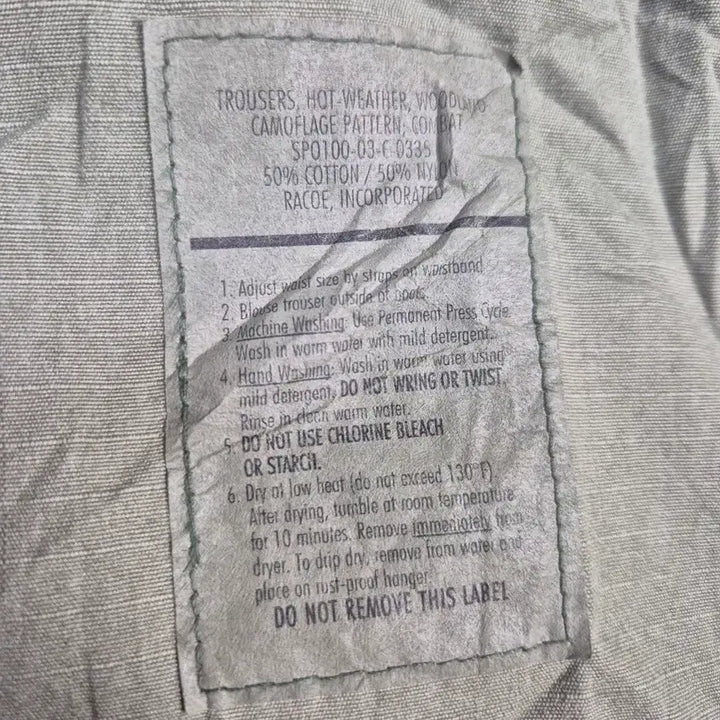 TROUSERS, HOT-WEATHER, WOODLAND
CAMOFLAGE PATTERN, COMBAT
SPO100-03-C-0335
50% COTTON / 50% NYLON
RACOE, INCORPORATED
1. Adjust waist size by straps on waistband
2. Blouse trouser outside of boots.
3. Machine Washing: Use Permanent Press Cycle.
Wash in warm water with mild detergent.
4. Hand Washing: Wash in warm water using
mild detergent, DO NOT WRING OR TWIST.
Rinse in clean warm water.
5. DO NOT USE CHLORINE BLEACH
OR STARCH.
6. Dry at low heat (do not exceed 130°F).
After drying, tumble at room temperature
for 10 minutes. Remove immediately from
dryer. To drip dry, remove from water and
place on rust-proof hanger.
DO NOT REMOVE THIS LABEL